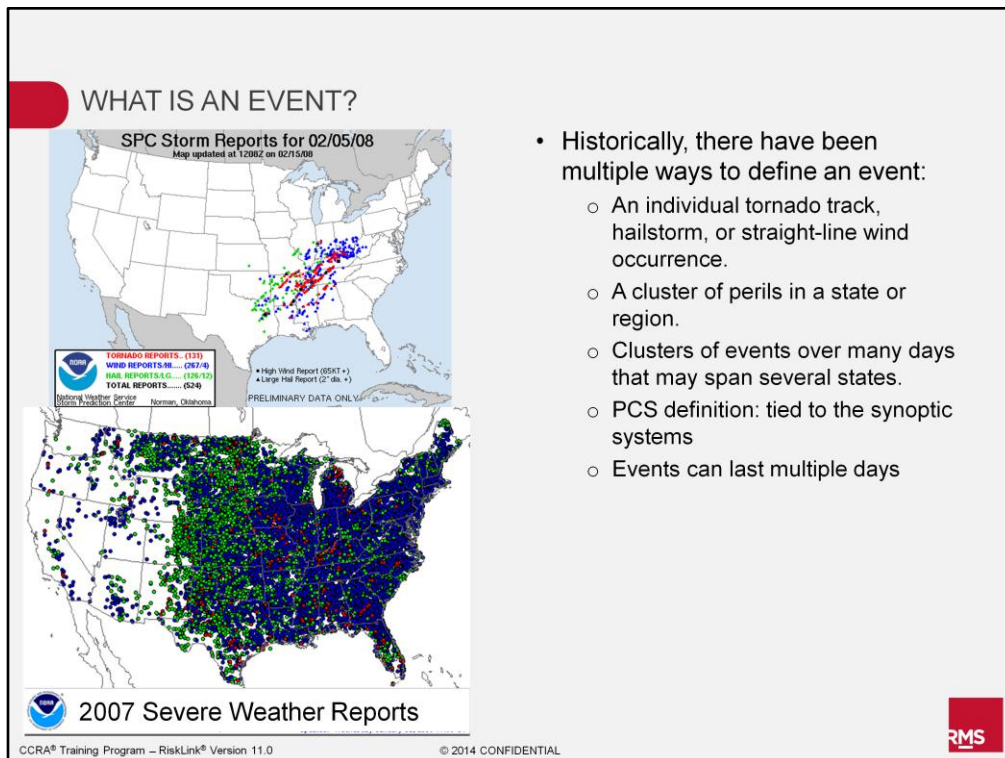 WHAT IS AN EVENT?
SPC Storm Reports for 02/05/08
Map updated at 1208Z on 02/15/08
NOAA
TORNADO REPORTS.. (131)
WIND REPORTS/HI..... (267/4)
HAIL REPORTS/LG..... (126/12)
TOTAL REPORTS....... (524)
National Weather Service
Storm Prediction Center Norman, Oklahoma
High Wind Report (65KT +)
Large Hail Report (2" dia. +)
PRELIMINARY DATA ONLY
2007 Severe Weather Reports
• Historically, there have been
multiple ways to define an event:
o An individual tornado track,
hailstorm, or straight-line wind
occurrence.
o A cluster of perils in a state or
region.
o Clusters of events over many days
that may span several states.
o PCS definition: tied to the synoptic
systems
o Events can last multiple days
CCRA® Training Program – RiskLink® Version 11.0
© 2014 CONFIDENTIAL
RMS